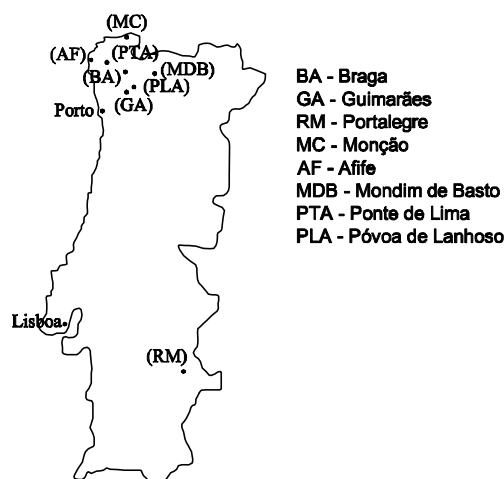 (MC)
(AF)
(PTA)
(BA)
(MDB)
(PLA)
(GA)
Porto
Lisboa
(RM)
BA - Braga
GA - Guimarães
RM - Portalegre
MC - Monção
AF - Afife
MDB - Mondim de Basto
PTA - Ponte de Lima
PLA - Póvoa de Lanhoso